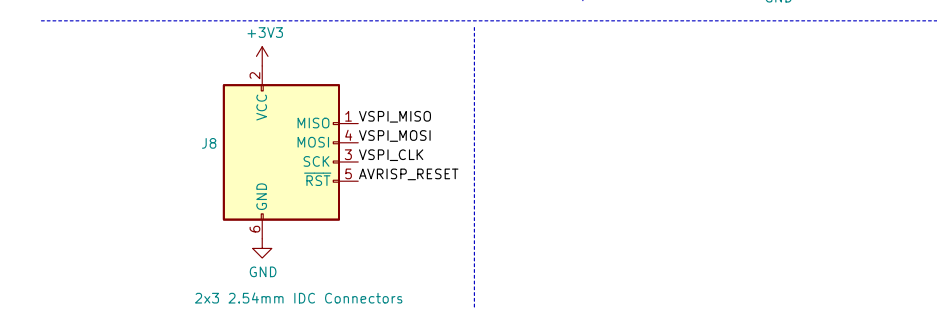 GND
+3V3
2
VCC
MISO 1 VSPI_MISO
J8
MOSI 4 VSPI_MOSI
SCK 3 VSPI_CLK
RST 5 AVRISP_RESET
GND
6
GND
2x3 2.54mm IDC Connectors